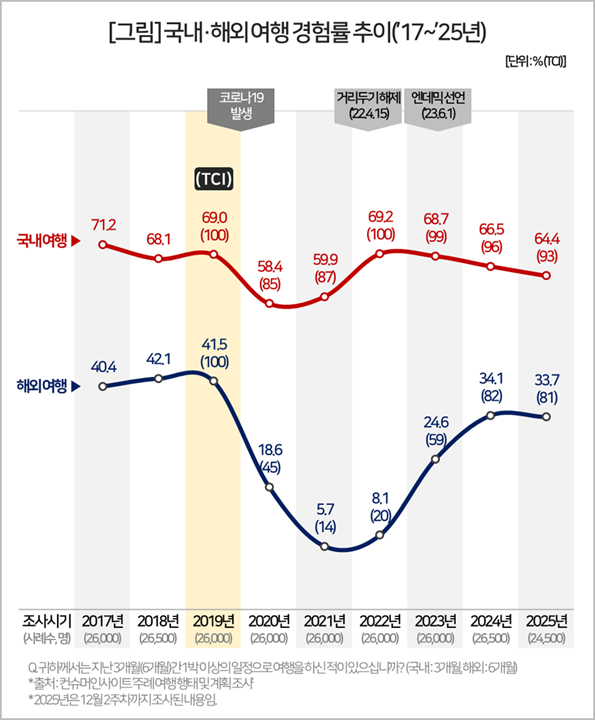 [그림] 국내·해외 여행 경험률 추이('17~'25년)
[단위 : % (TCI)]
코로나19
발생
거리두기 해제
('22.4.15)
엔데믹 선언
('23.6.1)
(TCI)
국내여행
71.2
68.1
69.0
(100)
58.4
(85)
59.9
(87)
69.2
(100)
68.7
(99)
66.5
(96)
64.4
(93)
해외여행
40.4
42.1
41.5
(100)
18.6
(45)
5.7
(14)
8.1
(20)
24.6
(59)
34.1
(82)
33.7
(81)
조사시기 2017년 2018년 2019년 2020년 2021년 2022년 2023년 2024년 2025년
(사례수, 명) (26,000) (26,500) (26,000) (26,000) (26,000) (26,000) (26,000) (26,500) (24,500)
Q. 귀하께서는 지난 3개월(6개월)간 1박 이상의 일정으로 여행을 하신 적이 있으십니까? (국내 : 3개월, 해외 : 6개월)
*출처 : 컨슈머인사이트 '주례 여행 행태 및 계획 조사'
*2025년은 12월 2주차까지 조사된 내용임.